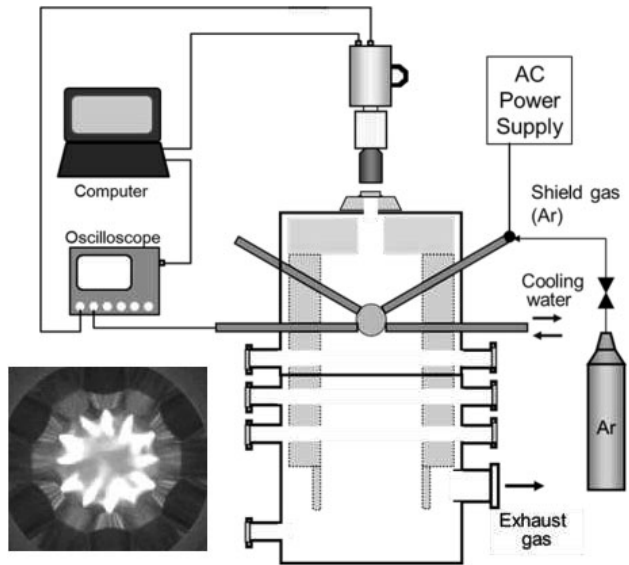 AC
Power
Supply
Computer
Shield gas
(Ar)
Oscilloscope
Cooling
water
Ar
Exhaust
gas